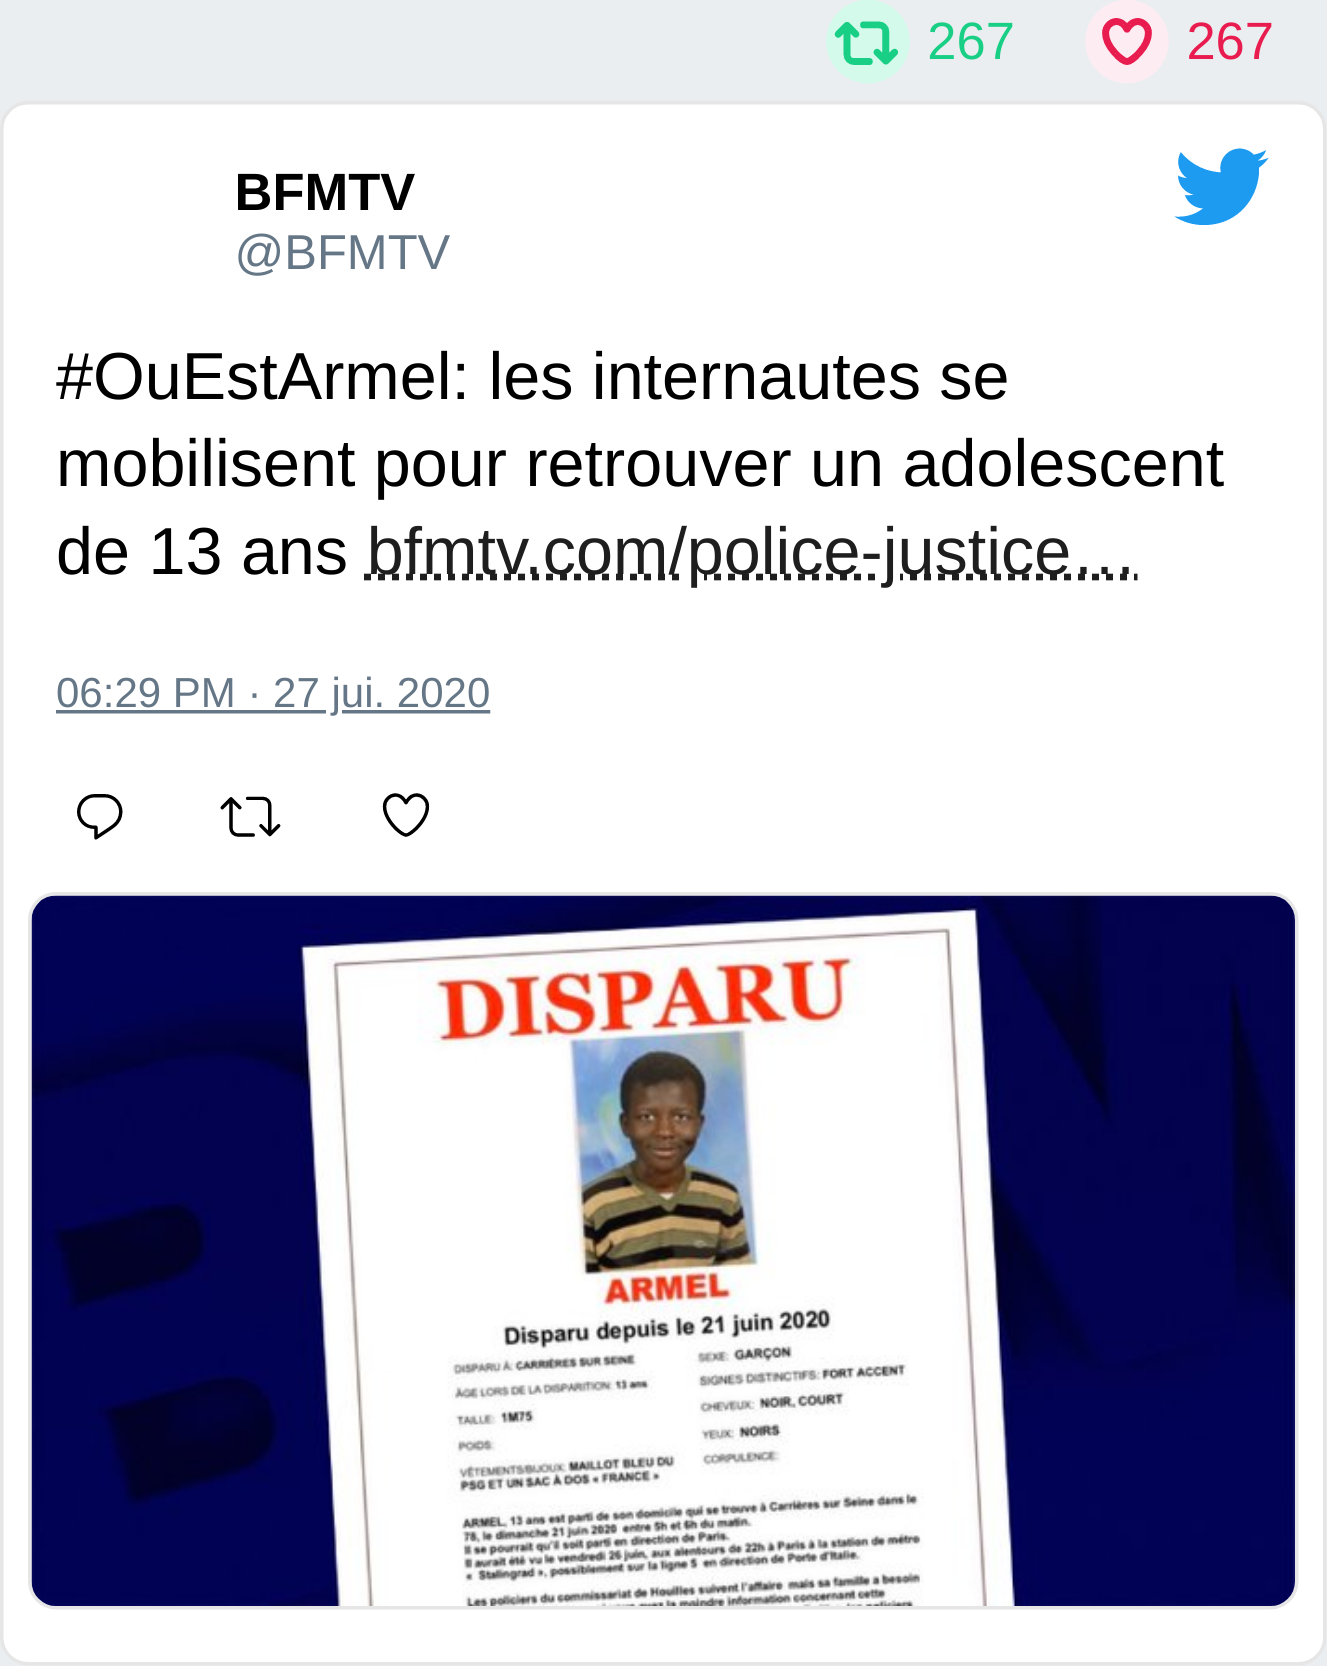 267 267
BFMTV
@BFMTV
#OuEstArmel: les internautes se
mobilisent pour retrouver un adolescent
de 13 ans bfmtv.com/police-justice…
06:29 PM · 27 jui. 2020
DISPARU
ARMEL
Disparu depuis le 21 juin 2020
DISPARU À: CARRIÈRES SUR SEINE
ÂGE LORS DE LA DISPARITION: 13 ans
TAILLE: 1M75
POIDS:
VÊTEMENTS/BIJOUX: MAILLOT BLEU DU
PSG ET UN SAC À DOS « FRANCE »
SEXE: GARÇON
SIGNES DISTINCTIFS: FORT ACCENT
CHEVEUX: NOIR, COURT
YEUX: NOIRS
CORPULENCE:
ARMEL, 13 ans est parti de son domicile qui se trouve à Carrières sur Seine dans le
78, le dimanche 21 juin 2020 entre 5h et 6h du matin.
Il se pourrait qu'il soit parti en direction de Paris.
Il aurait été vu le vendredi 26 juin, aux alentours de 22h à Paris à la station de métro
« Stalingrad », possiblement sur la ligne 5 en direction de Porte d'Italie.
Les policiers du commissariat de Houilles suivent l'affaire mais sa famille a besoin
la moindre information concernant cette